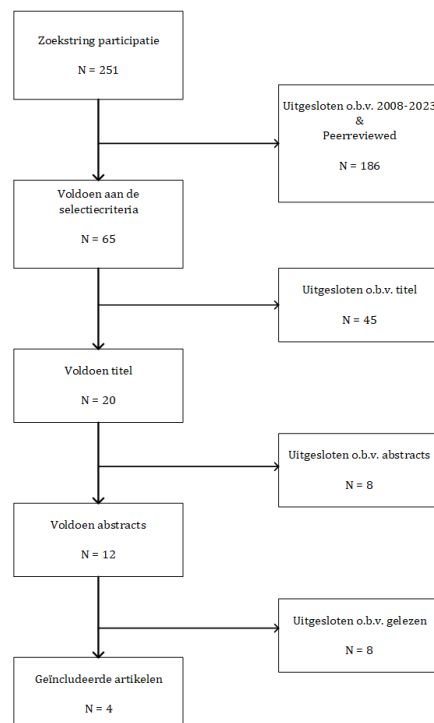 Zoekstring participatie
N = 251
Uitgesloten o.b.v. 2008-2023
&
Peerreviewed
N = 186
Voldoen aan de
selectiecriteria
N = 65
Uitgesloten o.b.v. titel
N = 45
Voldoen titel
N = 20
Uitgesloten o.b.v. abstracts
N = 8
Voldoen abstracts
N = 12
Uitgesloten o.b.v. gelezen
N = 8
Geïncludeerde artikelen
N = 4